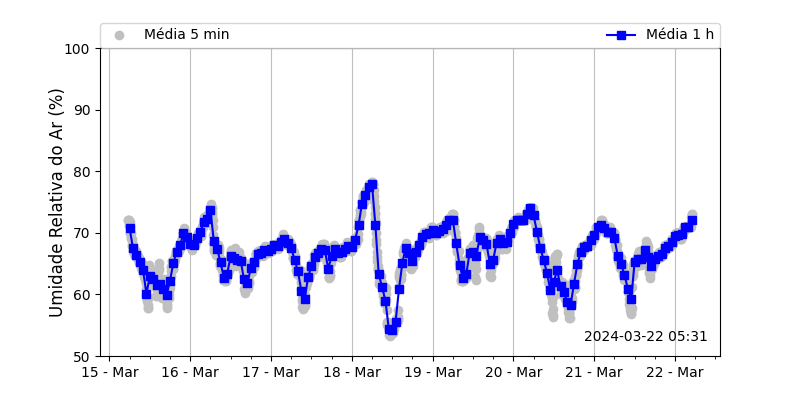 Média 5 min
Média 1 h
100
90
80
70
60
50
Umidade Relativa do Ar (%)
2024-03-22 05:31
15 - Mar
16 - Mar
17 - Mar
18 - Mar
19 - Mar
20 - Mar
21 - Mar
22 - Mar